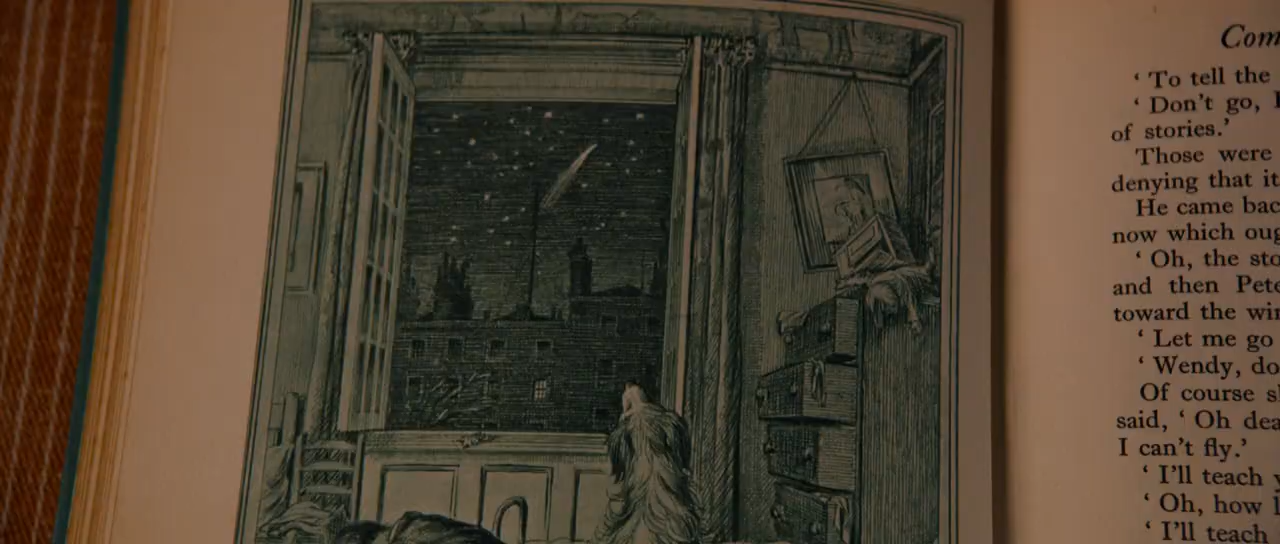 Com
‘ To tell the
‘ Don't go,
of stories.’
Those were
denying that it
He came bac
now which oug
‘ Oh, the sto
and then Pete
toward the win
‘ Let me go
‘ Wendy, do
Of course s
said, ‘ Oh dea
I can't fly.’
‘ I'll teach
‘ Oh, how
‘ I'll teach